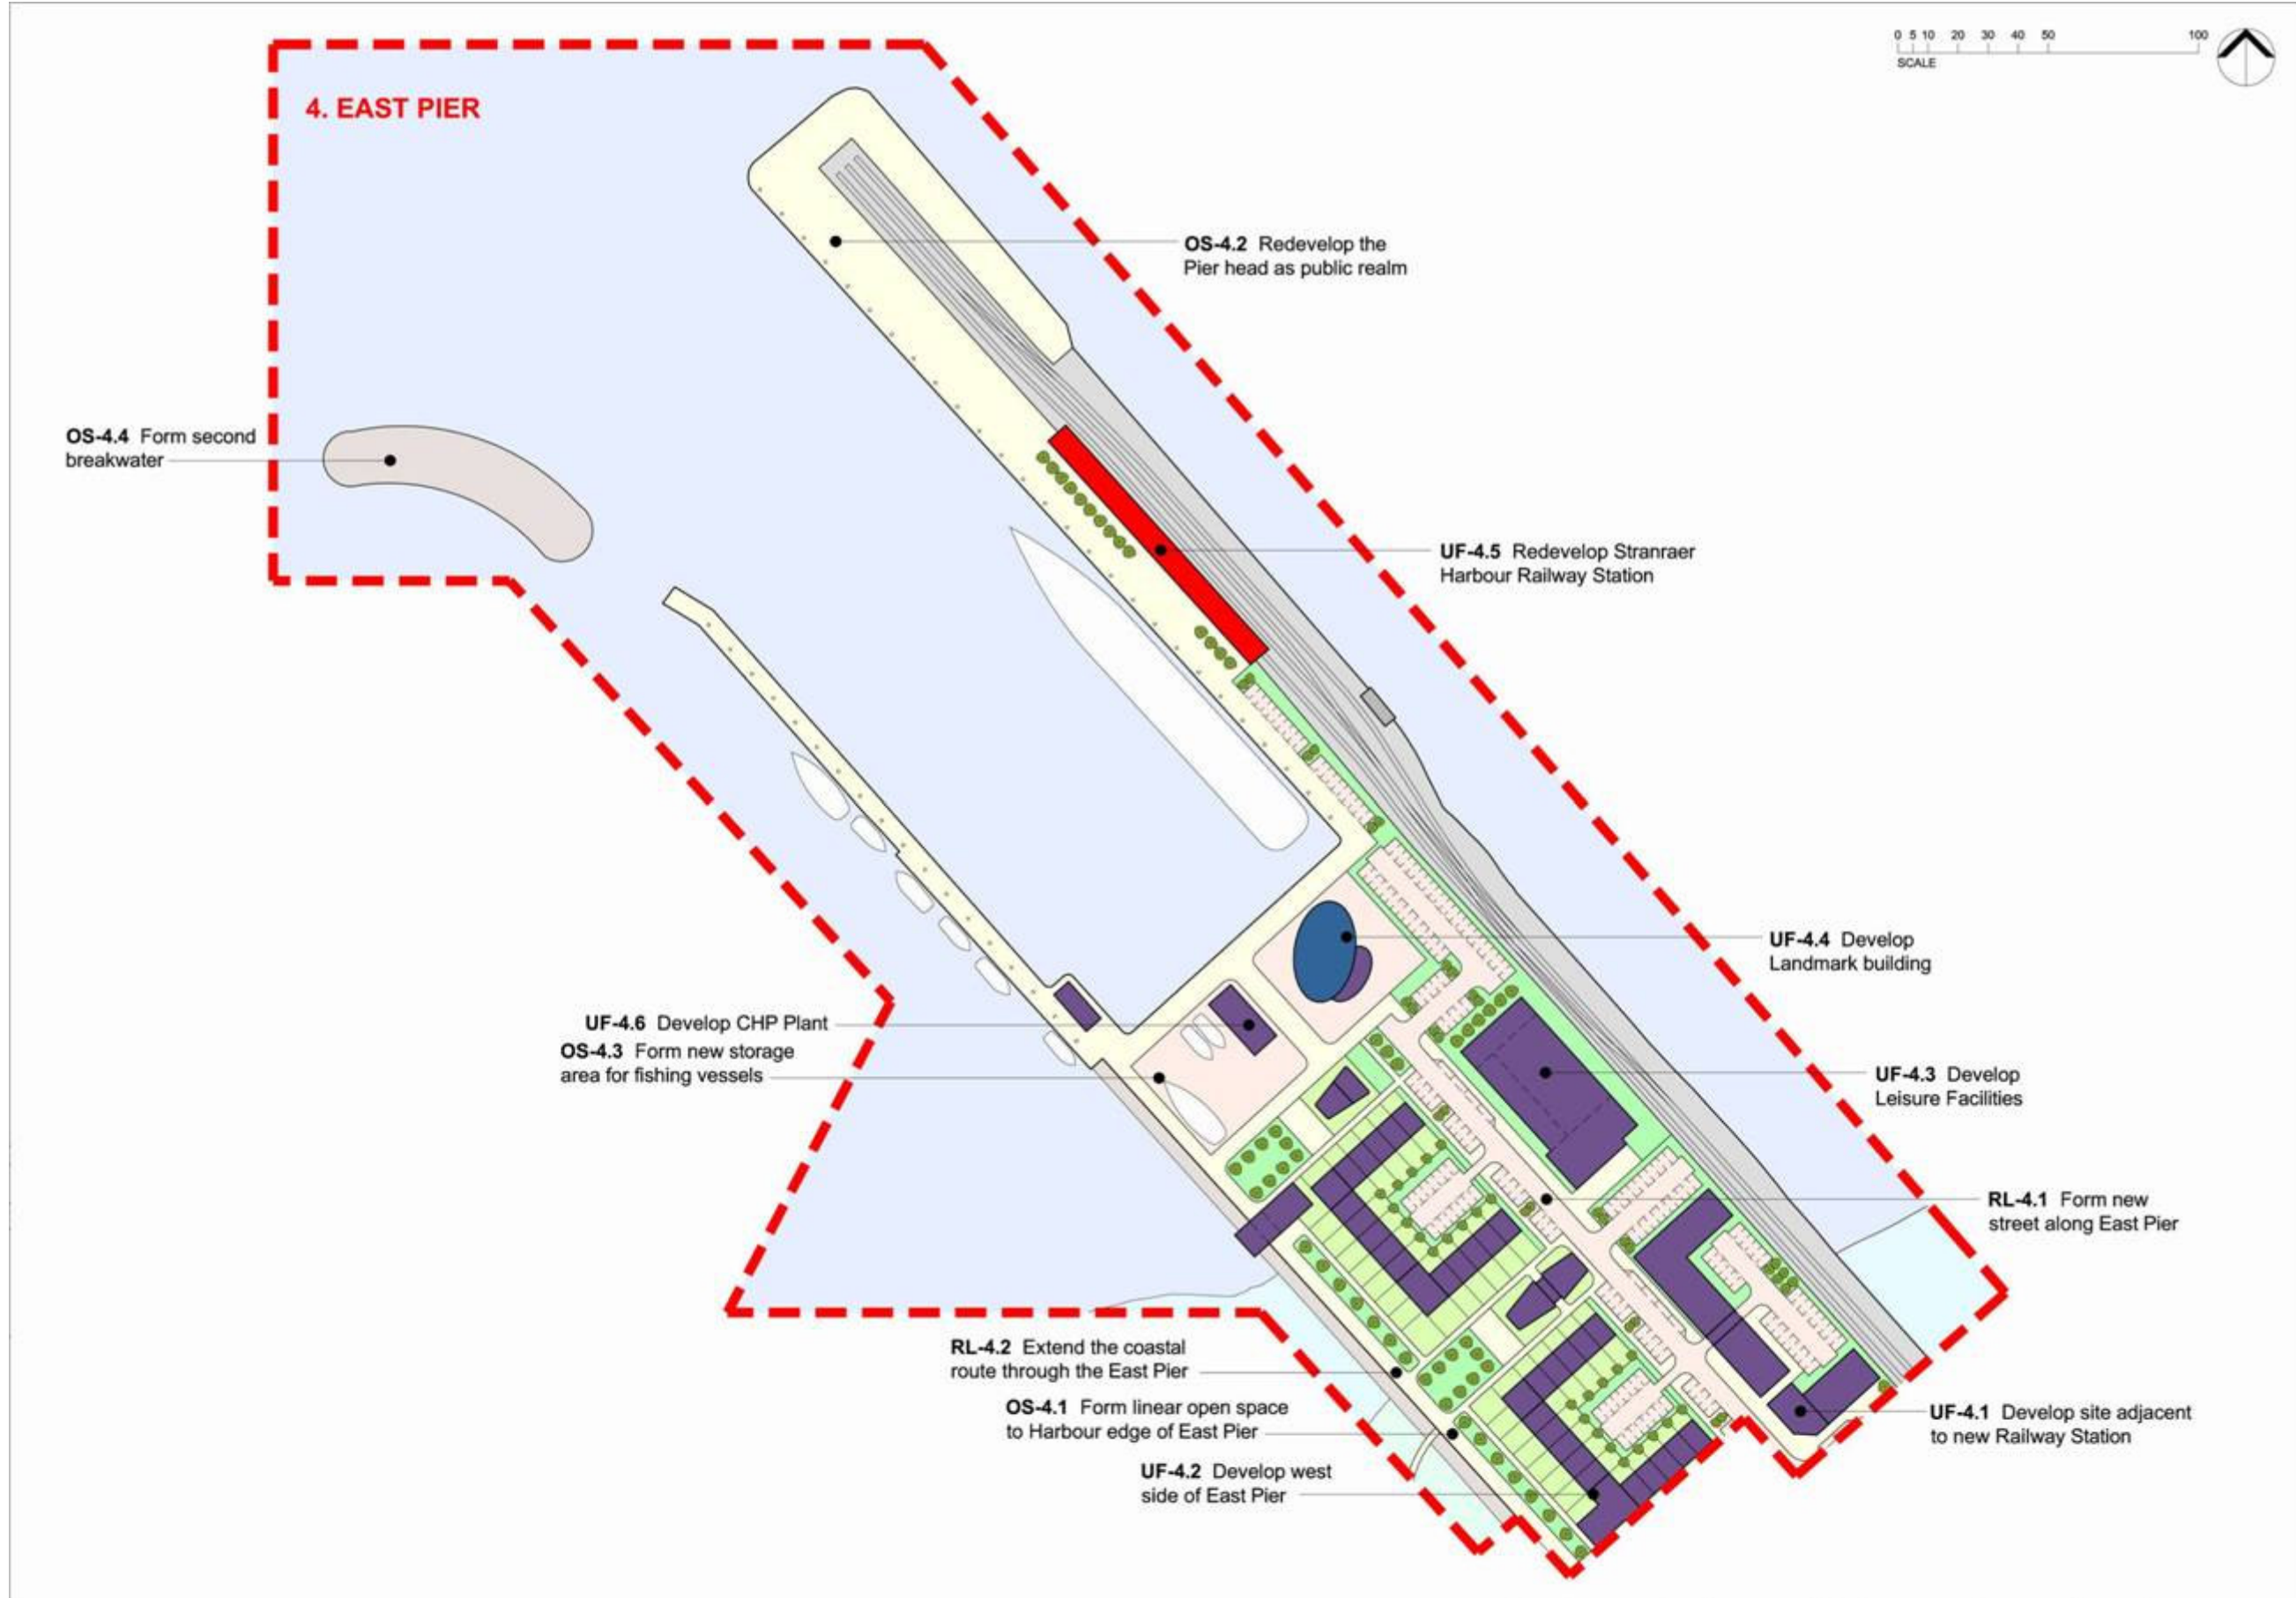 0 5 10 20 30 40 50 100
SCALE
4. EAST PIER
OS-4.2 Redevelop the
Pier head as public realm
OS-4.4 Form second
breakwater
UF-4.5 Redevelop Stranraer
Harbour Railway Station
UF-4.4 Develop
Landmark building
UF-4.6 Develop CHP Plant
OS-4.3 Form new storage
area for fishing vessels
UF-4.3 Develop
Leisure Facilities
RL-4.1 Form new
street along East Pier
RL-4.2 Extend the coastal
route through the East Pier
OS-4.1 Form linear open space
to Harbour edge of East Pier
UF-4.1 Develop site adjacent
to new Railway Station
UF-4.2 Develop west
side of East Pier